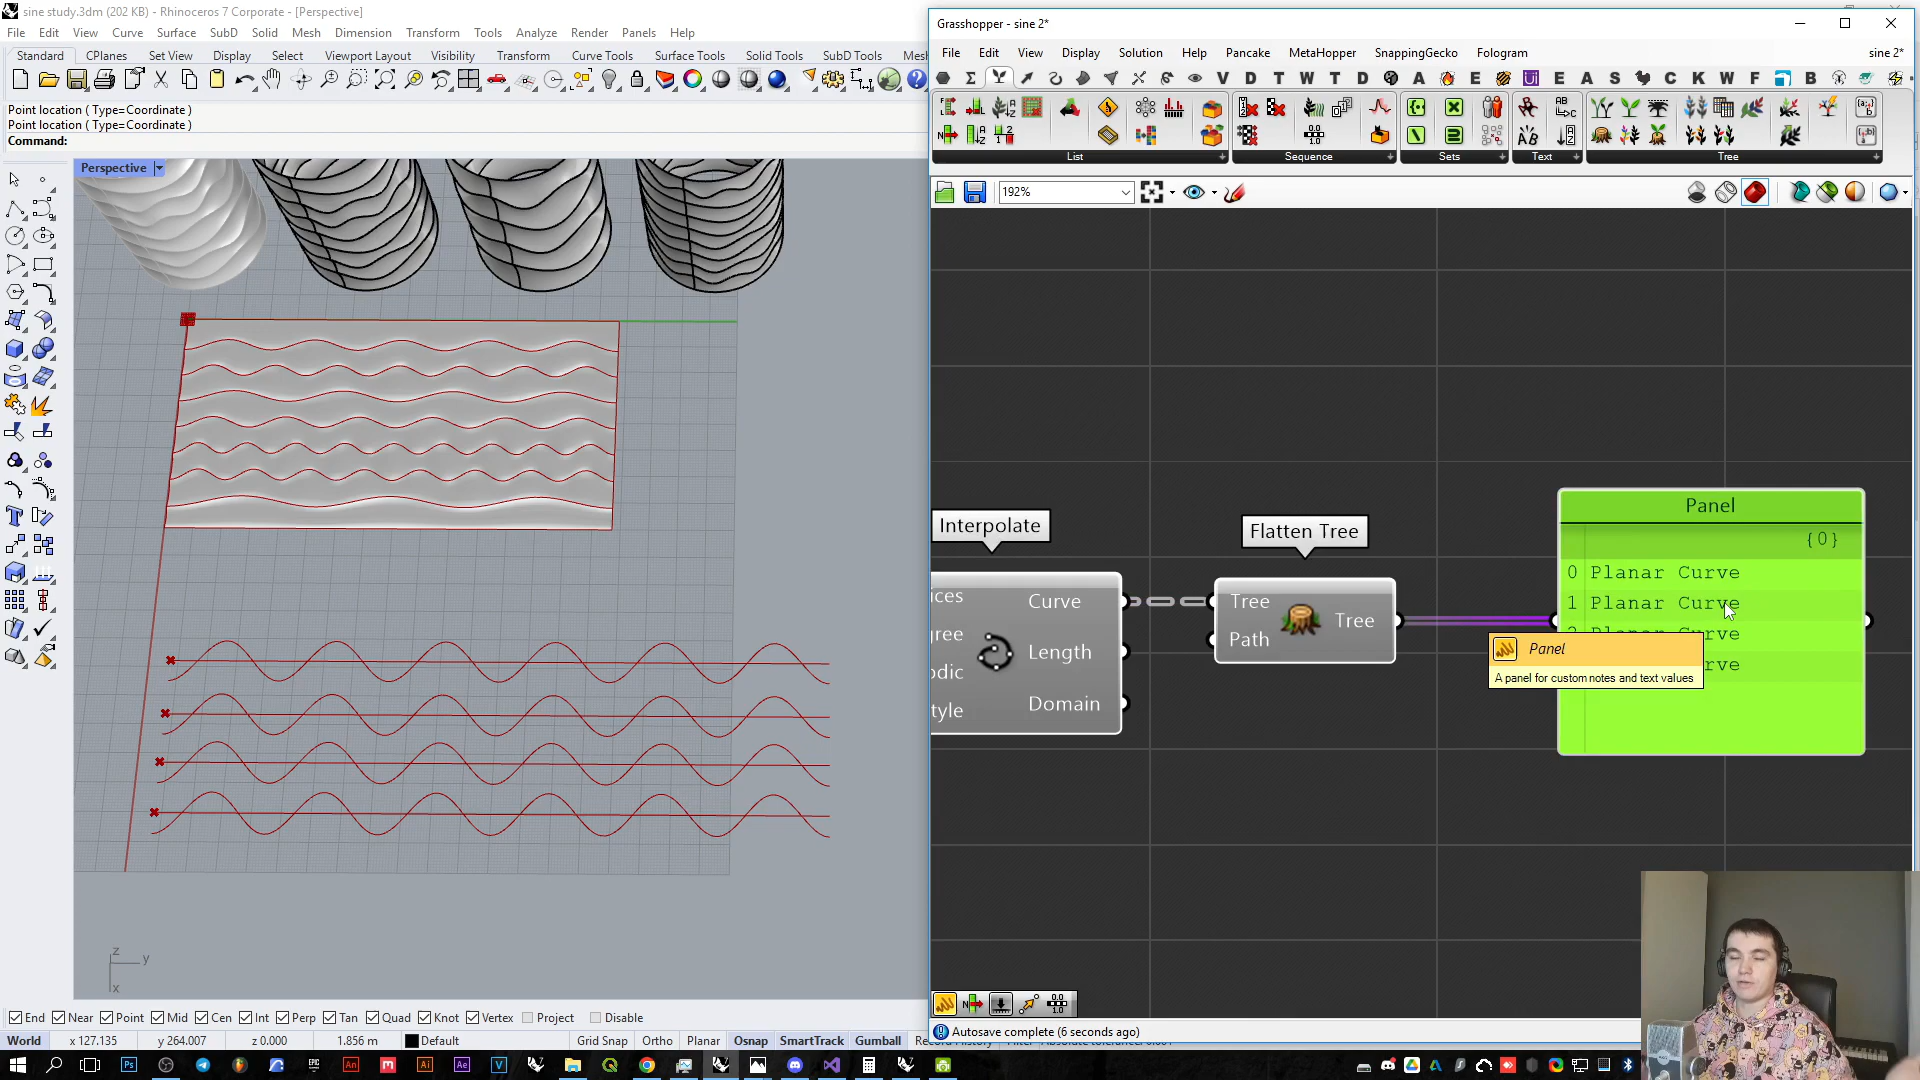 sine study.3dm (202 KB) - Rhinoceros 7 Corporate - [Perspective]
File Edit View Curve Surface SubD Solid Mesh Dimension Transform Tools Analyze Render Panels Help
Standard CPlanes Set View Display Select Viewport Layout Visibility Transform Curve Tools Surface Tools Solid Tools SubD Tools Mesh
Point location ( Type=Coordinate )
Point location ( Type=Coordinate )
Command:
Perspective
z
y
x
End Near Point Mid Cen Int Perp Tan Quad Knot Vertex Project Disable
World x 127.135 y 264.007 z 0.000 1.856 m Default Grid Snap Ortho Planar Osnap SmartTrack Gumball
Grasshopper - sine 2*
File Edit View Display Solution Help Pancake MetaHopper SnappingGecko Fologram sine 2*
List Sequence Sets Text Tree
192%
Interpolate
Curve
Length
Domain
Flatten Tree
Tree
Path
Tree
Panel
{0}
0 Planar Curve
1 Planar Curve
Planar Curve
rve
Panel
A panel for custom notes and text values
Autosave complete (6 seconds ago)